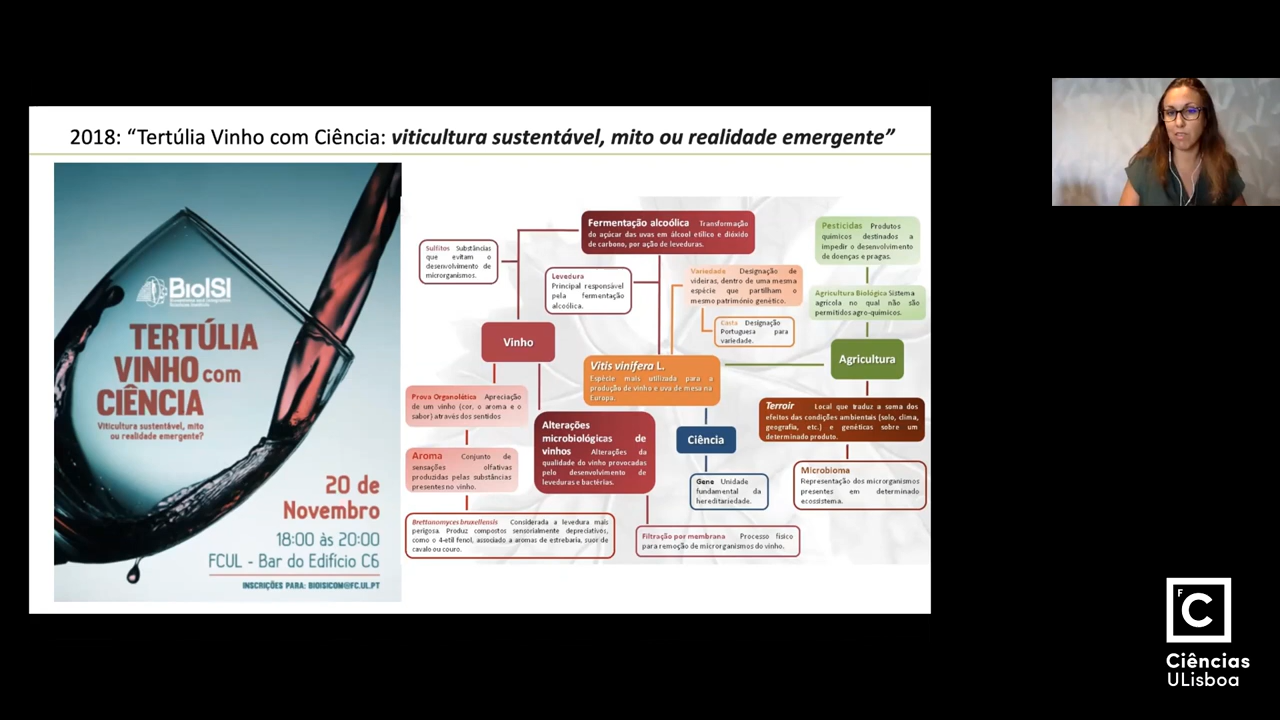 2018: “Tertúlia Vinho com Ciência: viticultura sustentável, mito ou realidade emergente”
BioISI
TERTÚLIA
VINHO com
CIÊNCIA
Viticultura sustentável, mito
ou realidade emergente?
20 de
Novembro
18:00 às 20:00
FCUL - Bar do Edifício C6
INSCRIÇÕES PARA: BIOISICOM@FC.UL.PT
Fermentação alcoólica Transformação
do açúcar das uvas em álcool etílico e dióxido
de carbono, por ação de leveduras.
Sulfitos Substâncias
que evitam o
desenvolvimento de
microrganismos.
Levedura
Principal responsável
pela fermentação
alcoólica.
Variedade Designação de
videiras, dentro de uma mesma
espécie que partilham o
mesmo património genético.
Casta Designação
Portuguesa para
variedade.
Pesticidas Produtos
químicos destinados a
impedir o desenvolvimento
de doenças e pragas.
Agricultura Biológica Sistema
agrícola no qual não são
permitidos agro-químicos.
Vinho
Vitis vinifera L.
Espécie mais utilizada para a
produção de vinho e uva de mesa na
Europa.
Agricultura
Prova Organolética Apreciação
de um vinho (cor, o aroma e o
sabor) através dos sentidos
Alterações
microbiológicas de
vinhos Alterações da
qualidade do vinho provocadas
pelo desenvolvimento de
leveduras e bactérias.
Ciência
Terroir Local que traduz a soma dos
efeitos das condições ambientais (solo, clima,
geografia, etc.) e genéticas sobre um
determinado produto.
Aroma Conjunto de
sensações olfativas
produzidas pelas substâncias
presentes no vinho.
Gene Unidade
fundamental da
hereditariedade.
Microbioma
Representação dos microrganismos
presentes em determinado
ecossistema.
Brettanomyces bruxellensis Considerada a levedura mais
perigosa. Produz compostos sensorialmente depreciativos,
como o 4-etil fenol, associado a aromas de estrebaria, suor de
cavalo ou couro.
Filtração por membrana Processo físico
para remoção de microrganismos do vinho.
F
C
Ciências
ULisboa